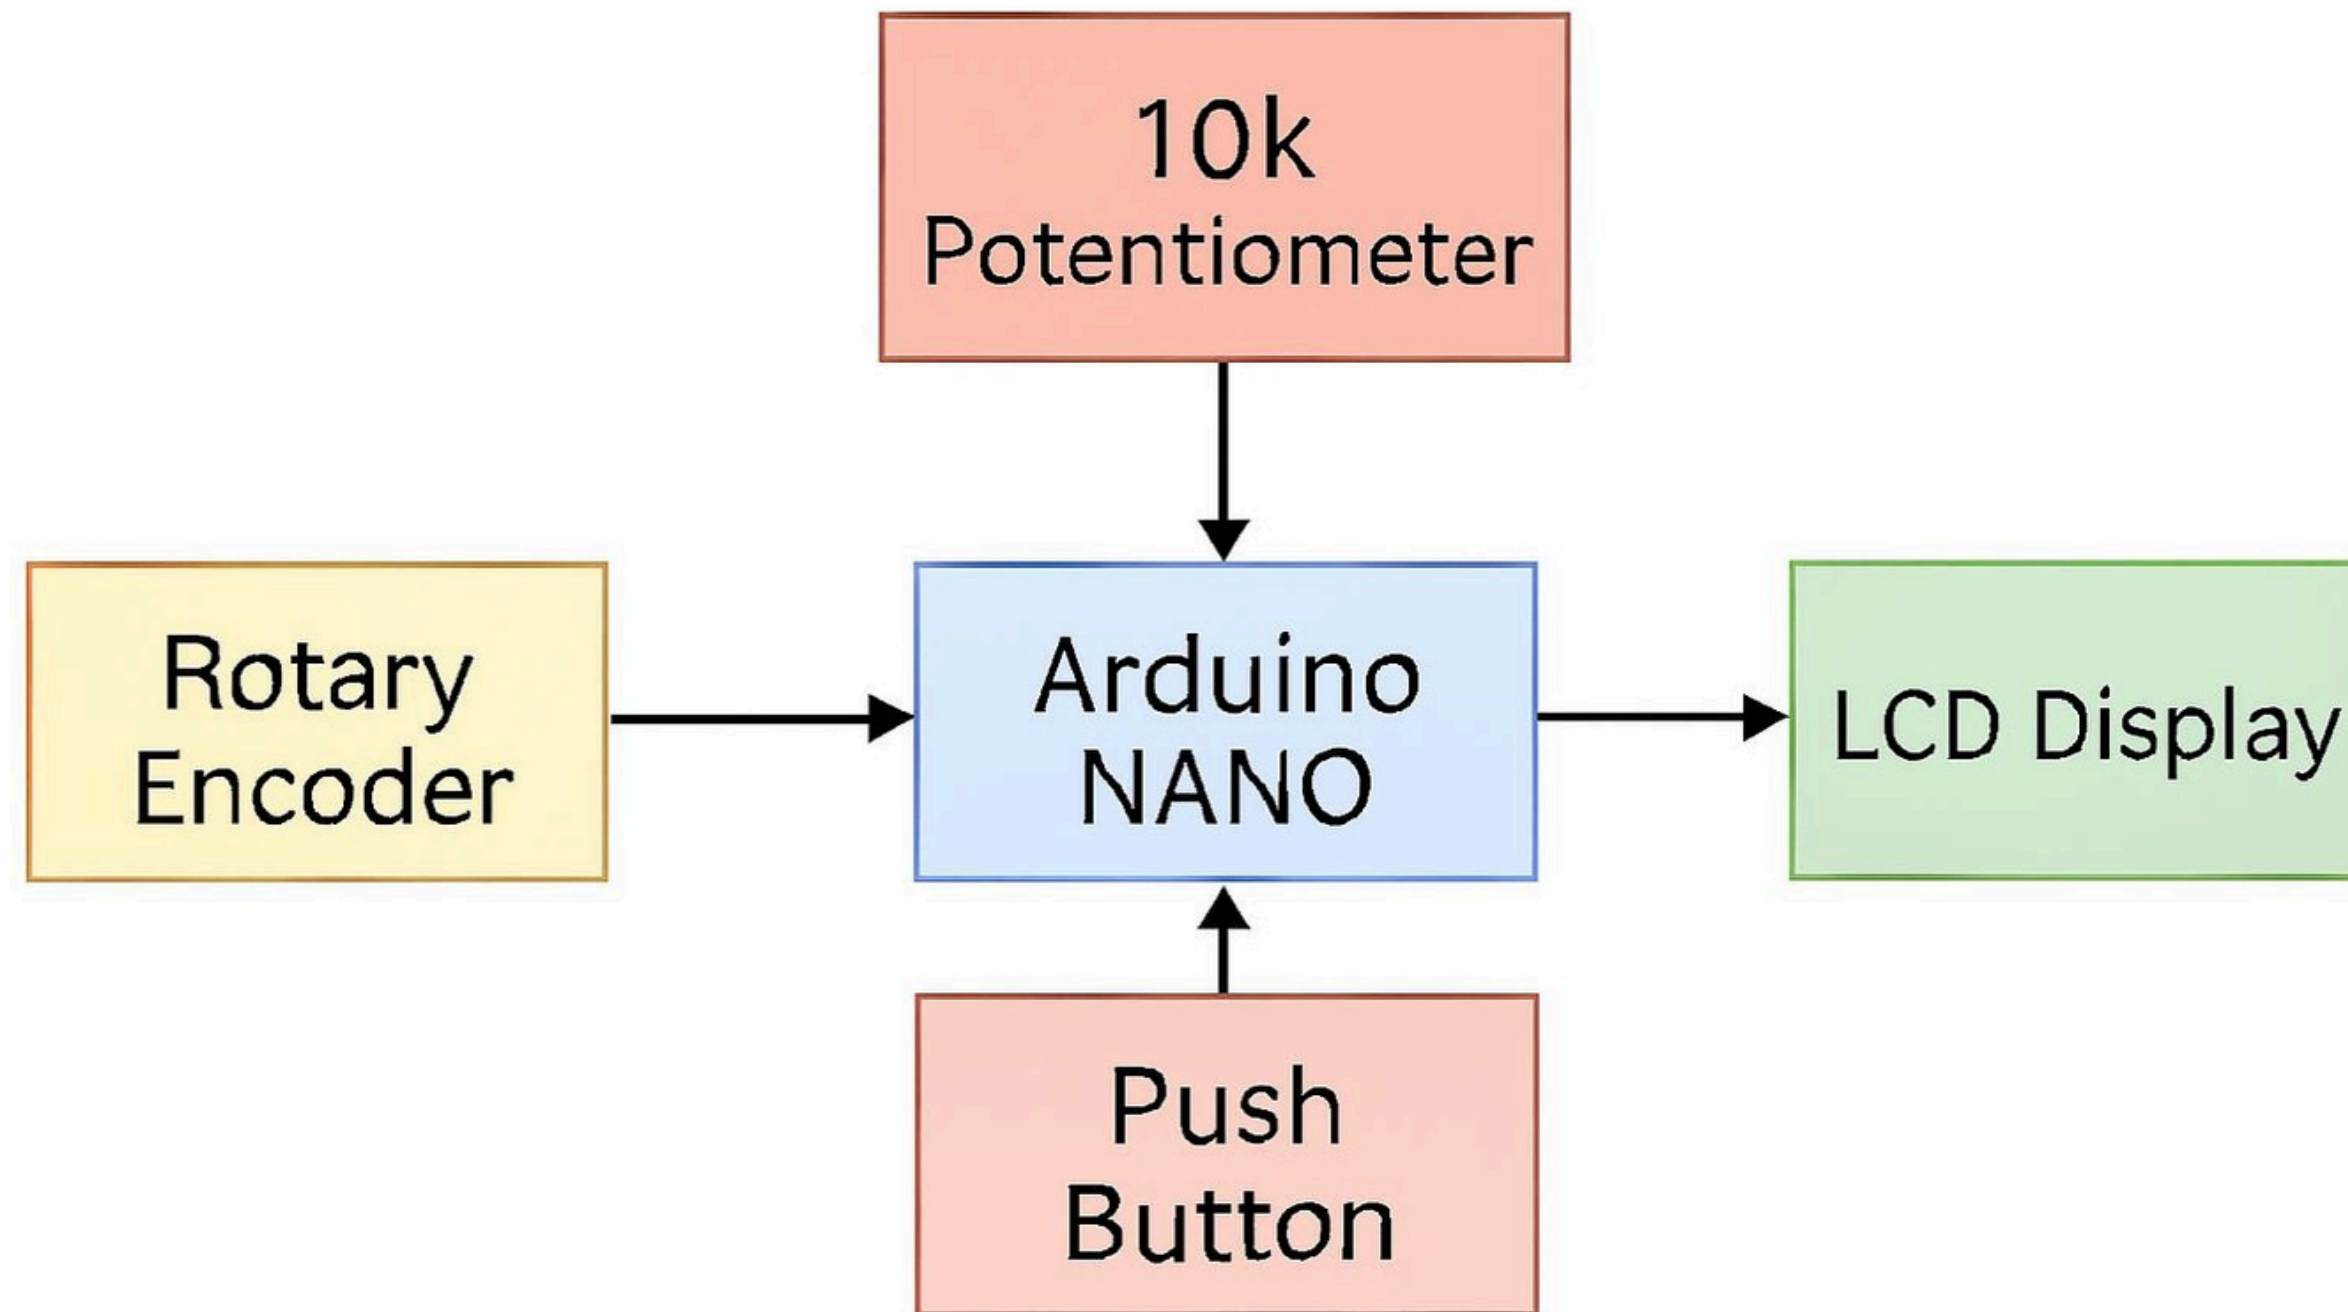 10k
Potentiometer
Rotary
Encoder
Arduino
NANO
LCD Display
Push
Button